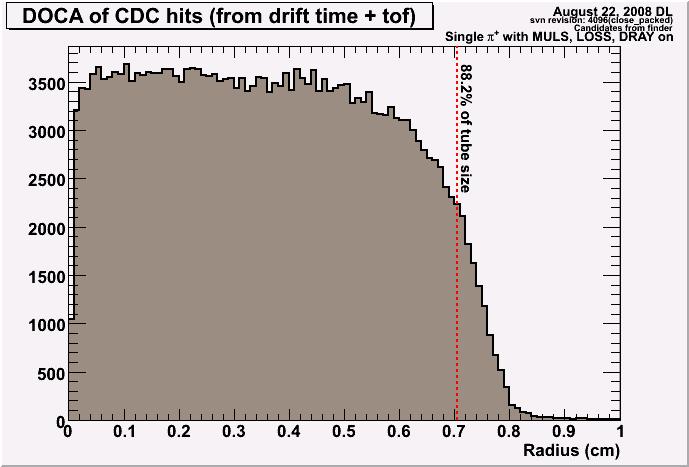 DOCA of CDC hits (from drift time + tof)
August 22, 2008 DL
svn revision: 4096(close_packed)
Candidates from finder
Single π+ with MULS, LOSS, DRAY on
88.2% of tube size
3500
3000
2500
2000
1500
1000
500
0
0 0.1 0.2 0.3 0.4 0.5 0.6 0.7 0.8 0.9 1
Radius (cm)